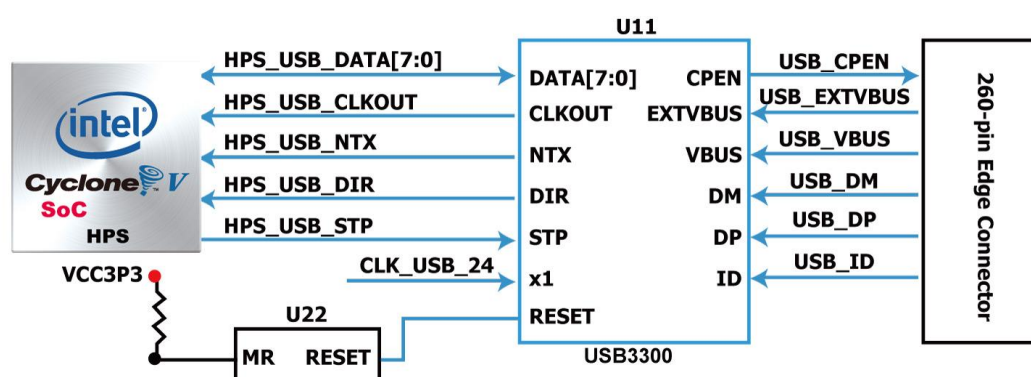 U11
HPS_USB_DATA[7:0]
HPS_USB_CLKOUT
HPS_USB_NTX
HPS_USB_DIR
HPS_USB_STP
CLK_USB_24
intel
Cyclone V
SoC
HPS
VCC3P3
U22
MR RESET
DATA[7:0] CPEN
CLKOUT EXTVBUS
NTX VBUS
DIR DM
STP DP
x1 ID
RESET
USB3300
USB_CPEN
USB_EXTVBUS
USB_VBUS
USB_DM
USB_DP
USB_ID
260-pin Edge Connector